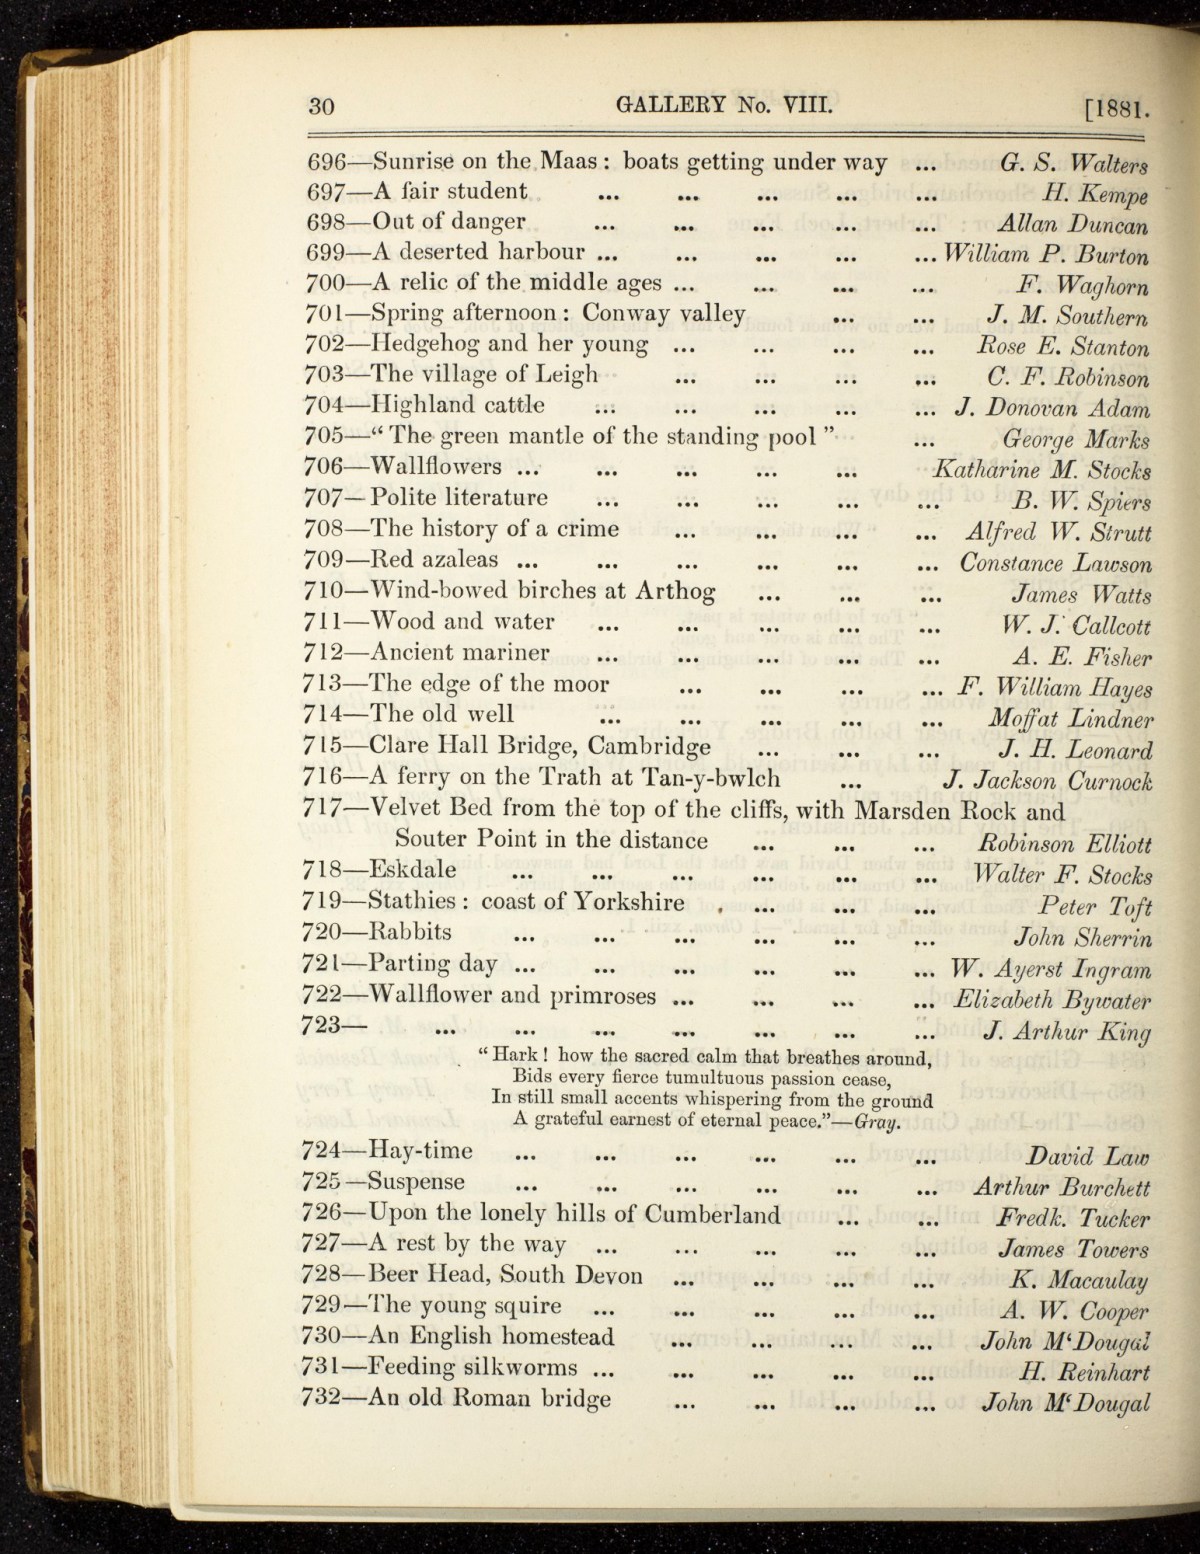 30 GALLERY No. VIII. [1881.
696—Sunrise on the Maas: boats getting under way ... G. S. Walters
697—A fair student ... ... ... ... ... H. Kempe
698—Out of danger ... ... ... ... ... Allan Duncan
699—A deserted harbour ... ... ... ... ... William P. Burton
700—A relic of the middle ages ... ... ... ... F. Waghorn
701—Spring afternoon: Conway valley ... ... J. M. Southern
702—Hedgehog and her young ... ... ... ... Rose E. Stanton
703—The village of Leigh ... ... ... ... C. F. Robinson
704—Highland cattle ... ... ... ... ... J. Donovan Adam
705—“The green mantle of the standing pool” ... George Marks
706—Wallflowers ... ... ... ... ... Katharine M. Stocks
707—Polite literature ... ... ... ... ... B. W. Spiers
708—The history of a crime ... ... ... ... Alfred W. Strutt
709—Red azaleas ... ... ... ... ... ... Constance Lawson
710—Wind-bowed birches at Arthog ... ... ... James Watts
711—Wood and water ... ... ... ... ... W. J. Callcott
712—Ancient mariner ... ... ... ... ... A. E. Fisher
713—The edge of the moor ... ... ... ... F. William Hayes
714—The old well ... ... ... ... ... Moffat Lindner
715—Clare Hall Bridge, Cambridge ... ... ... J. H. Leonard
716—A ferry on the Trath at Tan-y-bwlch ... J. Jackson Curnock
717—Velvet Bed from the top of the cliffs, with Marsden Rock and
Souter Point in the distance ... ... ... Robinson Elliott
718—Eskdale ... ... ... ... ... ... Walter F. Stocks
719—Stathies: coast of Yorkshire . ... ... ... Peter Toft
720—Rabbits ... ... ... ... ... ... John Sherrin
721—Parting day ... ... ... ... ... ... W. Ayerst Ingram
722—Wallflower and primroses ... ... ... ... Elizabeth Bywater
723— ... ... ... ... ... ... ... J. Arthur King
“Hark! how the sacred calm that breathes around,
Bids every fierce tumultuous passion cease,
In still small accents whispering from the ground
A grateful earnest of eternal peace.”—Gray.
724—Hay-time ... ... ... ... ... ... David Law
725—Suspense ... ... ... ... ... ... Arthur Burchett
726—Upon the lonely hills of Cumberland ... ... Fredk. Tucker
727—A rest by the way ... ... ... ... ... James Towers
728—Beer Head, South Devon ... ... ... ... K. Macaulay
729—The young squire ... ... ... ... ... A. W. Cooper
730—An English homestead ... ... ... ... John M‘Dougal
731—Feeding silkworms ... ... ... ... ... H. Reinhart
732—An old Roman bridge ... ... ... ... John M‘Dougal